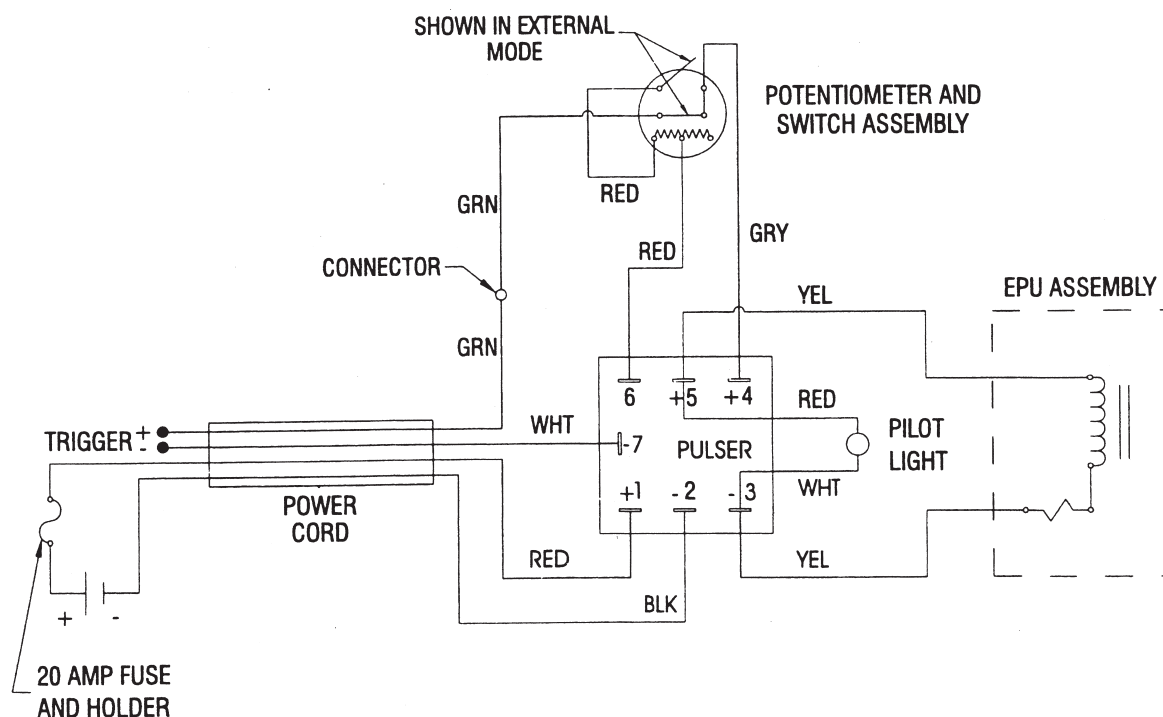 SHOWN IN EXTERNAL
MODE
POTENTIOMETER AND
SWITCH ASSEMBLY
RED
GRN
GRY
RED
CONNECTOR
YEL
EPU ASSEMBLY
GRN
6
+5
+4
RED
TRIGGER + -
WHT
-7
PULSER
PILOT
LIGHT
WHT
+1
-2
-3
POWER
CORD
RED
YEL
BLK
+ -
20 AMP FUSE
AND HOLDER